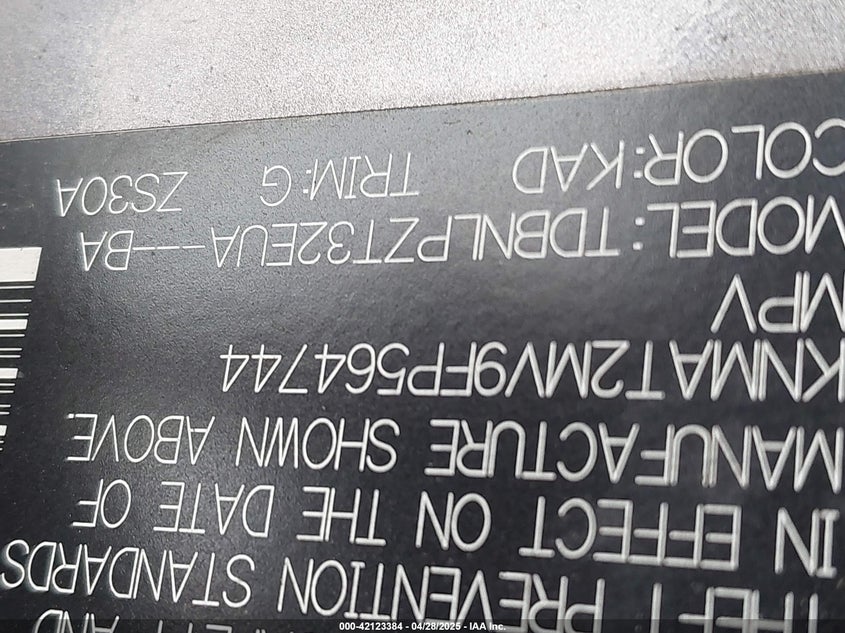 AND
THEFT PREVENTION STANDARDS
IN EFFECT ON THE DATE OF
MANUFACTURE SHOWN ABOVE.
KNMAT2MV9FP564744
MPV
MODEL: TDBNLPZT32EUA---BA
COLOR:KAD TRIM:G ZS30A
000-42123384 / 04/28/2025 - IAA Inc.